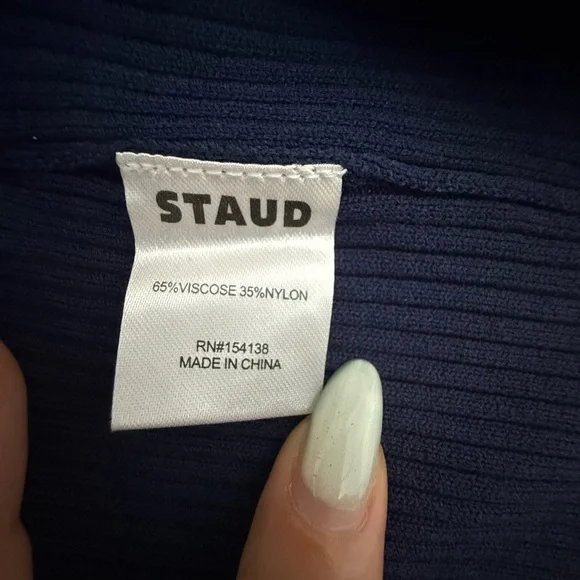 STAUD
65%VISCOSE 35%NYLON
RN#154138
MADE IN CHINA